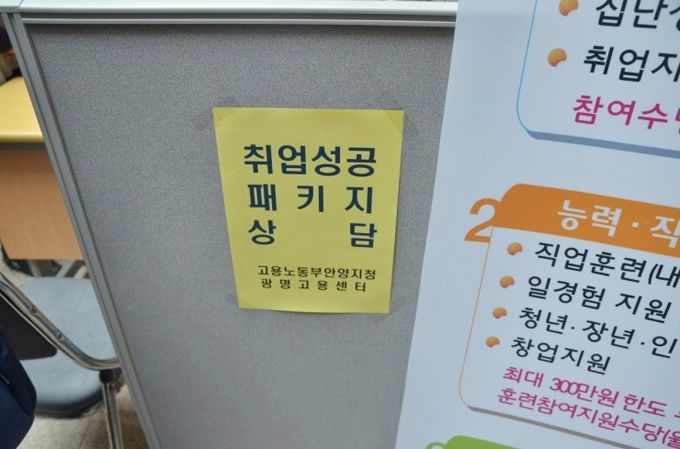 취업성공
패키지
상담
고용노동부안양지청
광명고용센터
취업지
참여수당
2
능력·직
직업훈련(내
일경험 지원
청년·장년·인
창업지원
최대 300만원 한도
훈련참여지원수당(월